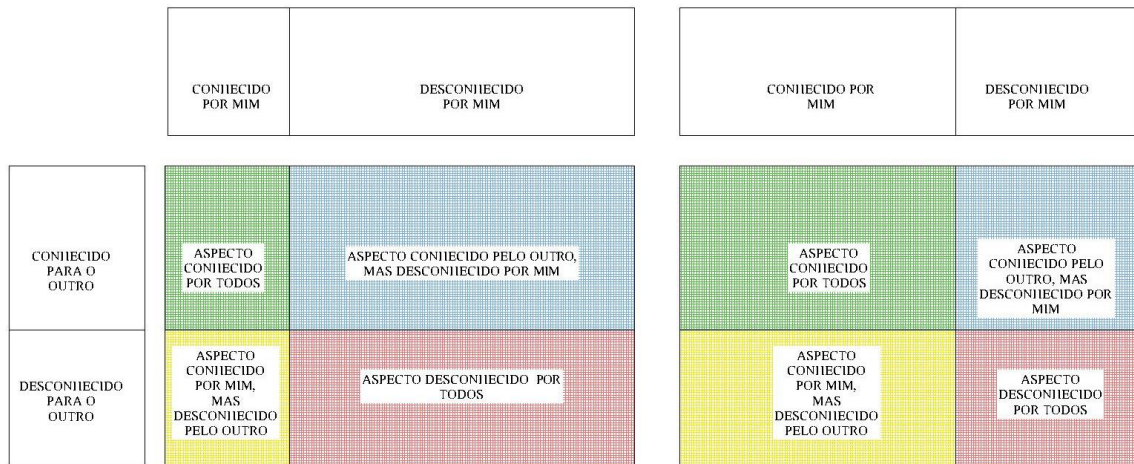 CONHECIDO
POR MIM
DESCONHECIDO
POR MIM
CONHECIDO POR
MIM
DESCONHECIDO
POR MIM
CONHECIDO
PARA O
OUTRO
ASPECTO
CONHECIDO
POR TODOS
ASPECTO CONHECIDO PELO OUTRO,
MAS DESCONHECIDO POR MIM
ASPECTO
CONHECIDO
POR TODOS
ASPECTO
CONHECIDO PELO
OUTRO, MAS
DESCONHECIDO POR
MIM
DESCONHECIDO
PARA O
OUTRO
ASPECTO
CONHECIDO
POR MIM,
MAS
DESCONHECIDO
PELO OUTRO
ASPECTO DESCONHECIDO POR
TODOS
ASPECTO
CONHECIDO
POR MIM,
MAS
DESCONHECIDO
PELO OUTRO
ASPECTO
DESCONHECIDO
POR TODOS